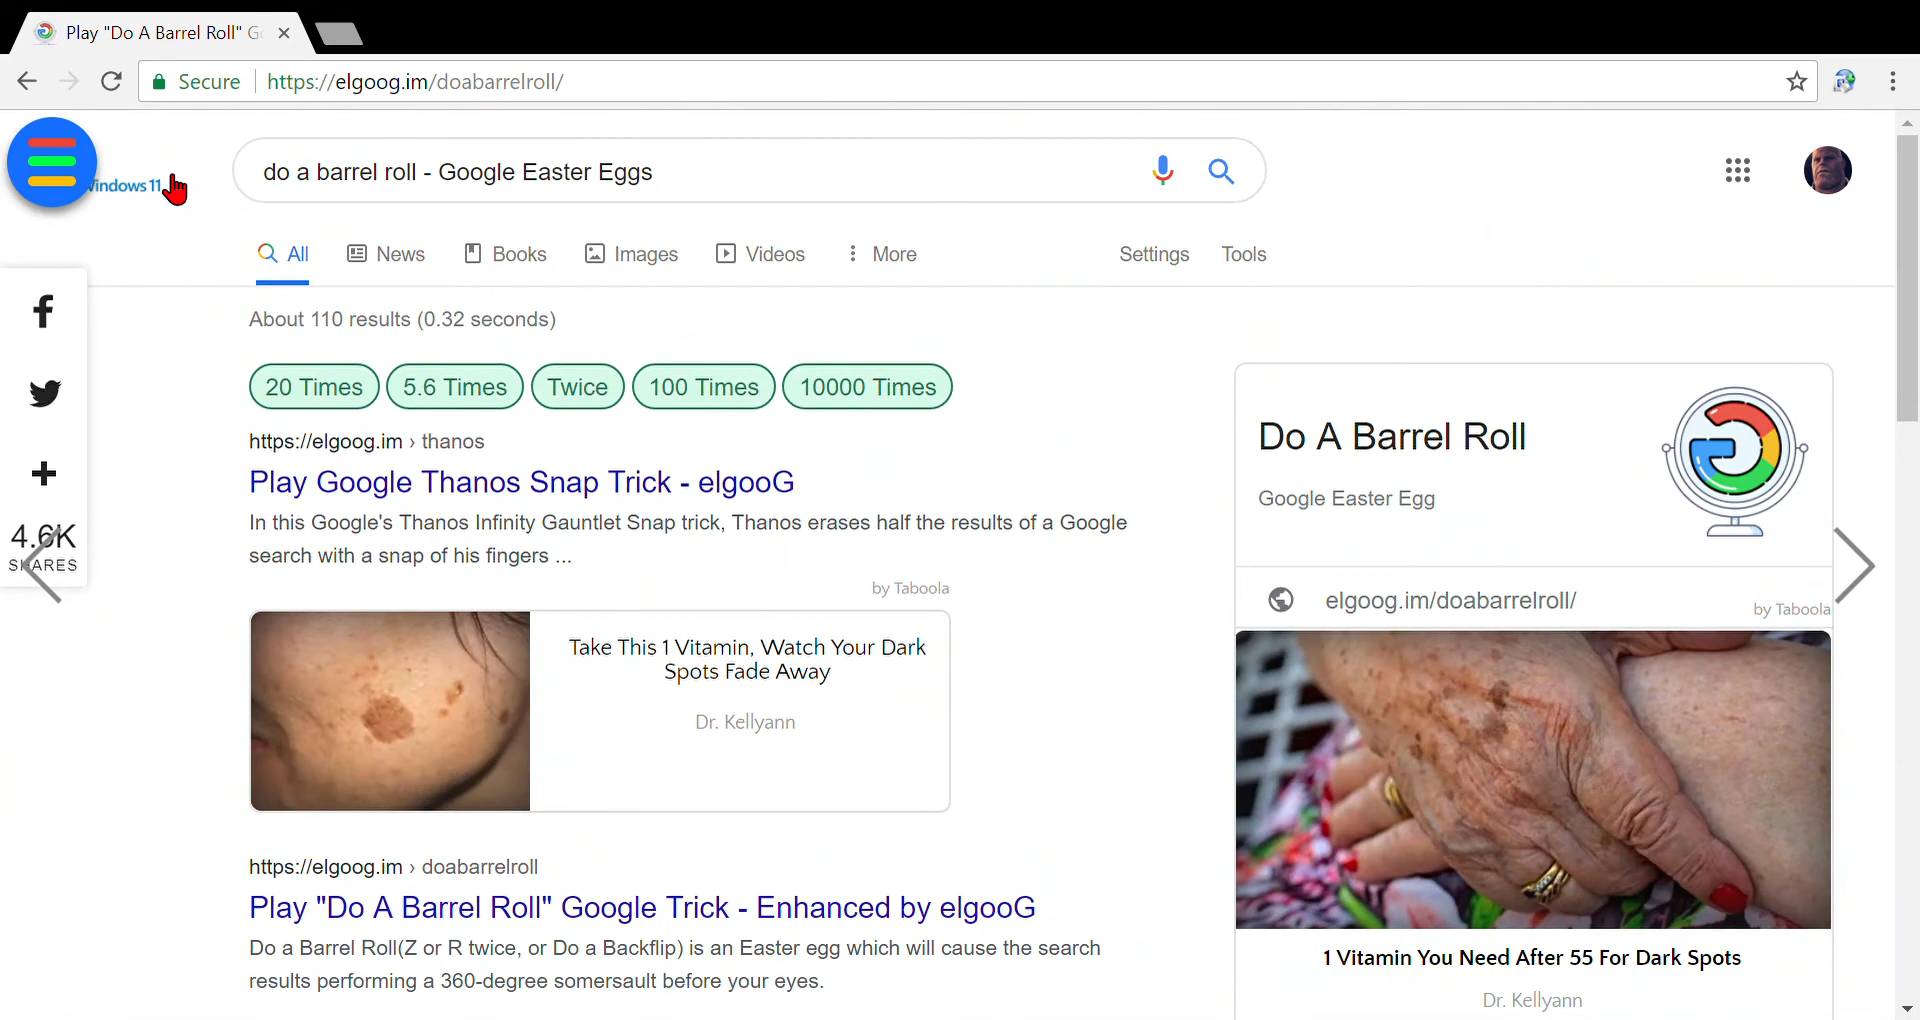 Play "Do A Barrel Roll" G
Secure
https://elgoog.im/doabarrelroll/
indows 11
do a barrel roll - Google Easter Eggs
All
News
Books
Images
Videos
More
Settings
Tools
About 110 results (0.32 seconds)
20 Times
5.6 Times
Twice
100 Times
10000 Times
4.6K
SHARES
https://elgoog.im › thanos
Play Google Thanos Snap Trick - elgooG
In this Google's Thanos Infinity Gauntlet Snap trick, Thanos erases half the results of a Google
search with a snap of his fingers ...
by Taboola
Take This 1 Vitamin, Watch Your Dark
Spots Fade Away
Dr. Kellyann
https://elgoog.im › doabarrelroll
Play "Do A Barrel Roll" Google Trick - Enhanced by elgooG
Do a Barrel Roll(Z or R twice, or Do a Backflip) is an Easter egg which will cause the search
results performing a 360-degree somersault before your eyes.
Do A Barrel Roll
Google Easter Egg
elgoog.im/doabarrelroll/
by Taboola
1 Vitamin You Need After 55 For Dark Spots
Dr. Kellyann